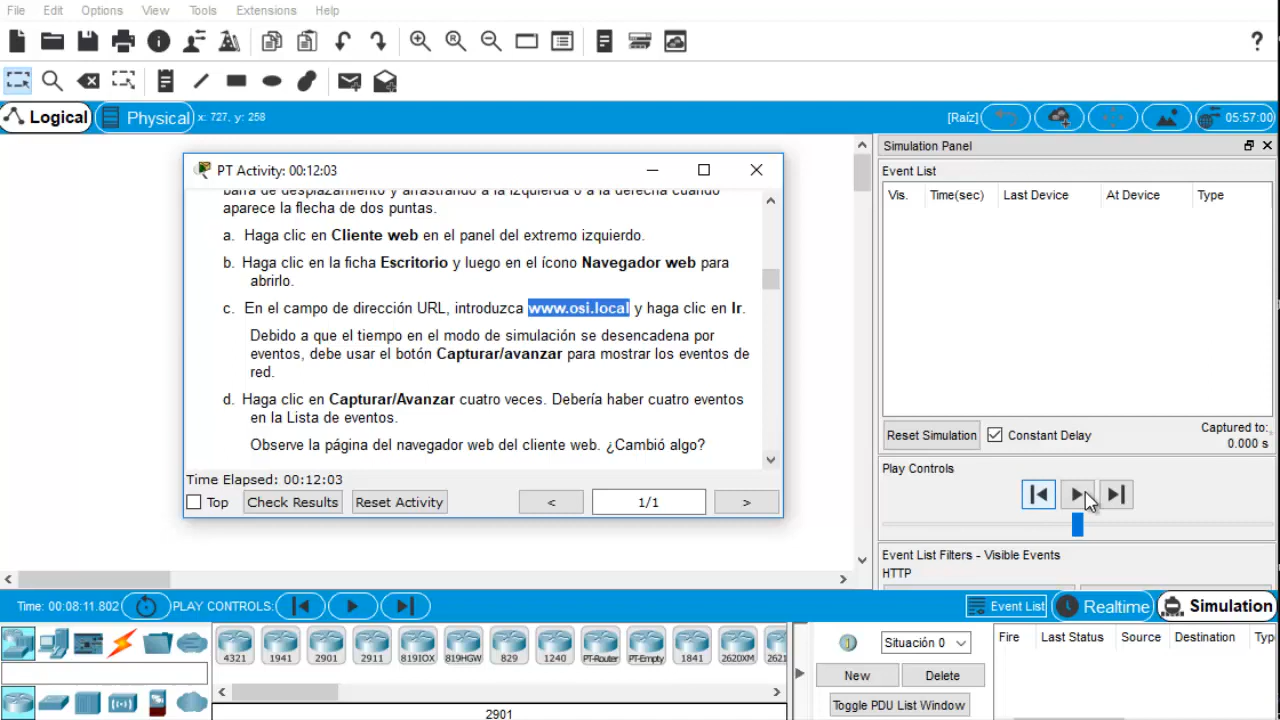 File Edit Options View Tools Extensions Help
?
Logical Physical x: 727, y: 258 [Raíz] 05:57:00
Simulation Panel
Event List
Vis. Time(sec) Last Device At Device Type
PT Activity: 00:12:03
barra de desplazamiento y arrastrando a la izquierda o a la derecha cuando
aparece la flecha de dos puntas.
a. Haga clic en Cliente web en el panel del extremo izquierdo.
b. Haga clic en la ficha Escritorio y luego en el ícono Navegador web para
abrirlo.
c. En el campo de dirección URL, introduzca www.osi.local y haga clic en Ir.
Debido a que el tiempo en el modo de simulación se desencadena por
eventos, debe usar el botón Capturar/avanzar para mostrar los eventos de
red.
d. Haga clic en Capturar/Avanzar cuatro veces. Debería haber cuatro eventos
en la Lista de eventos.
Observe la página del navegador web del cliente web. ¿Cambió algo?
Time Elapsed: 00:12:03
Top Check Results Reset Activity < 1/1 >
Reset Simulation Constant Delay Captured to:
0.000 s
Play Controls
Event List Filters - Visible Events
HTTP
Time: 00:08:11.802 PLAY CONTROLS: Event List Realtime Simulation
4321 1941 2901 2911 819IOX 819HGW 829 1240 PT-Router PT-Empty 1841 2620XM 2621
2901
Situación 0
New Delete
Toggle PDU List Window
Fire Last Status Source Destination Typ